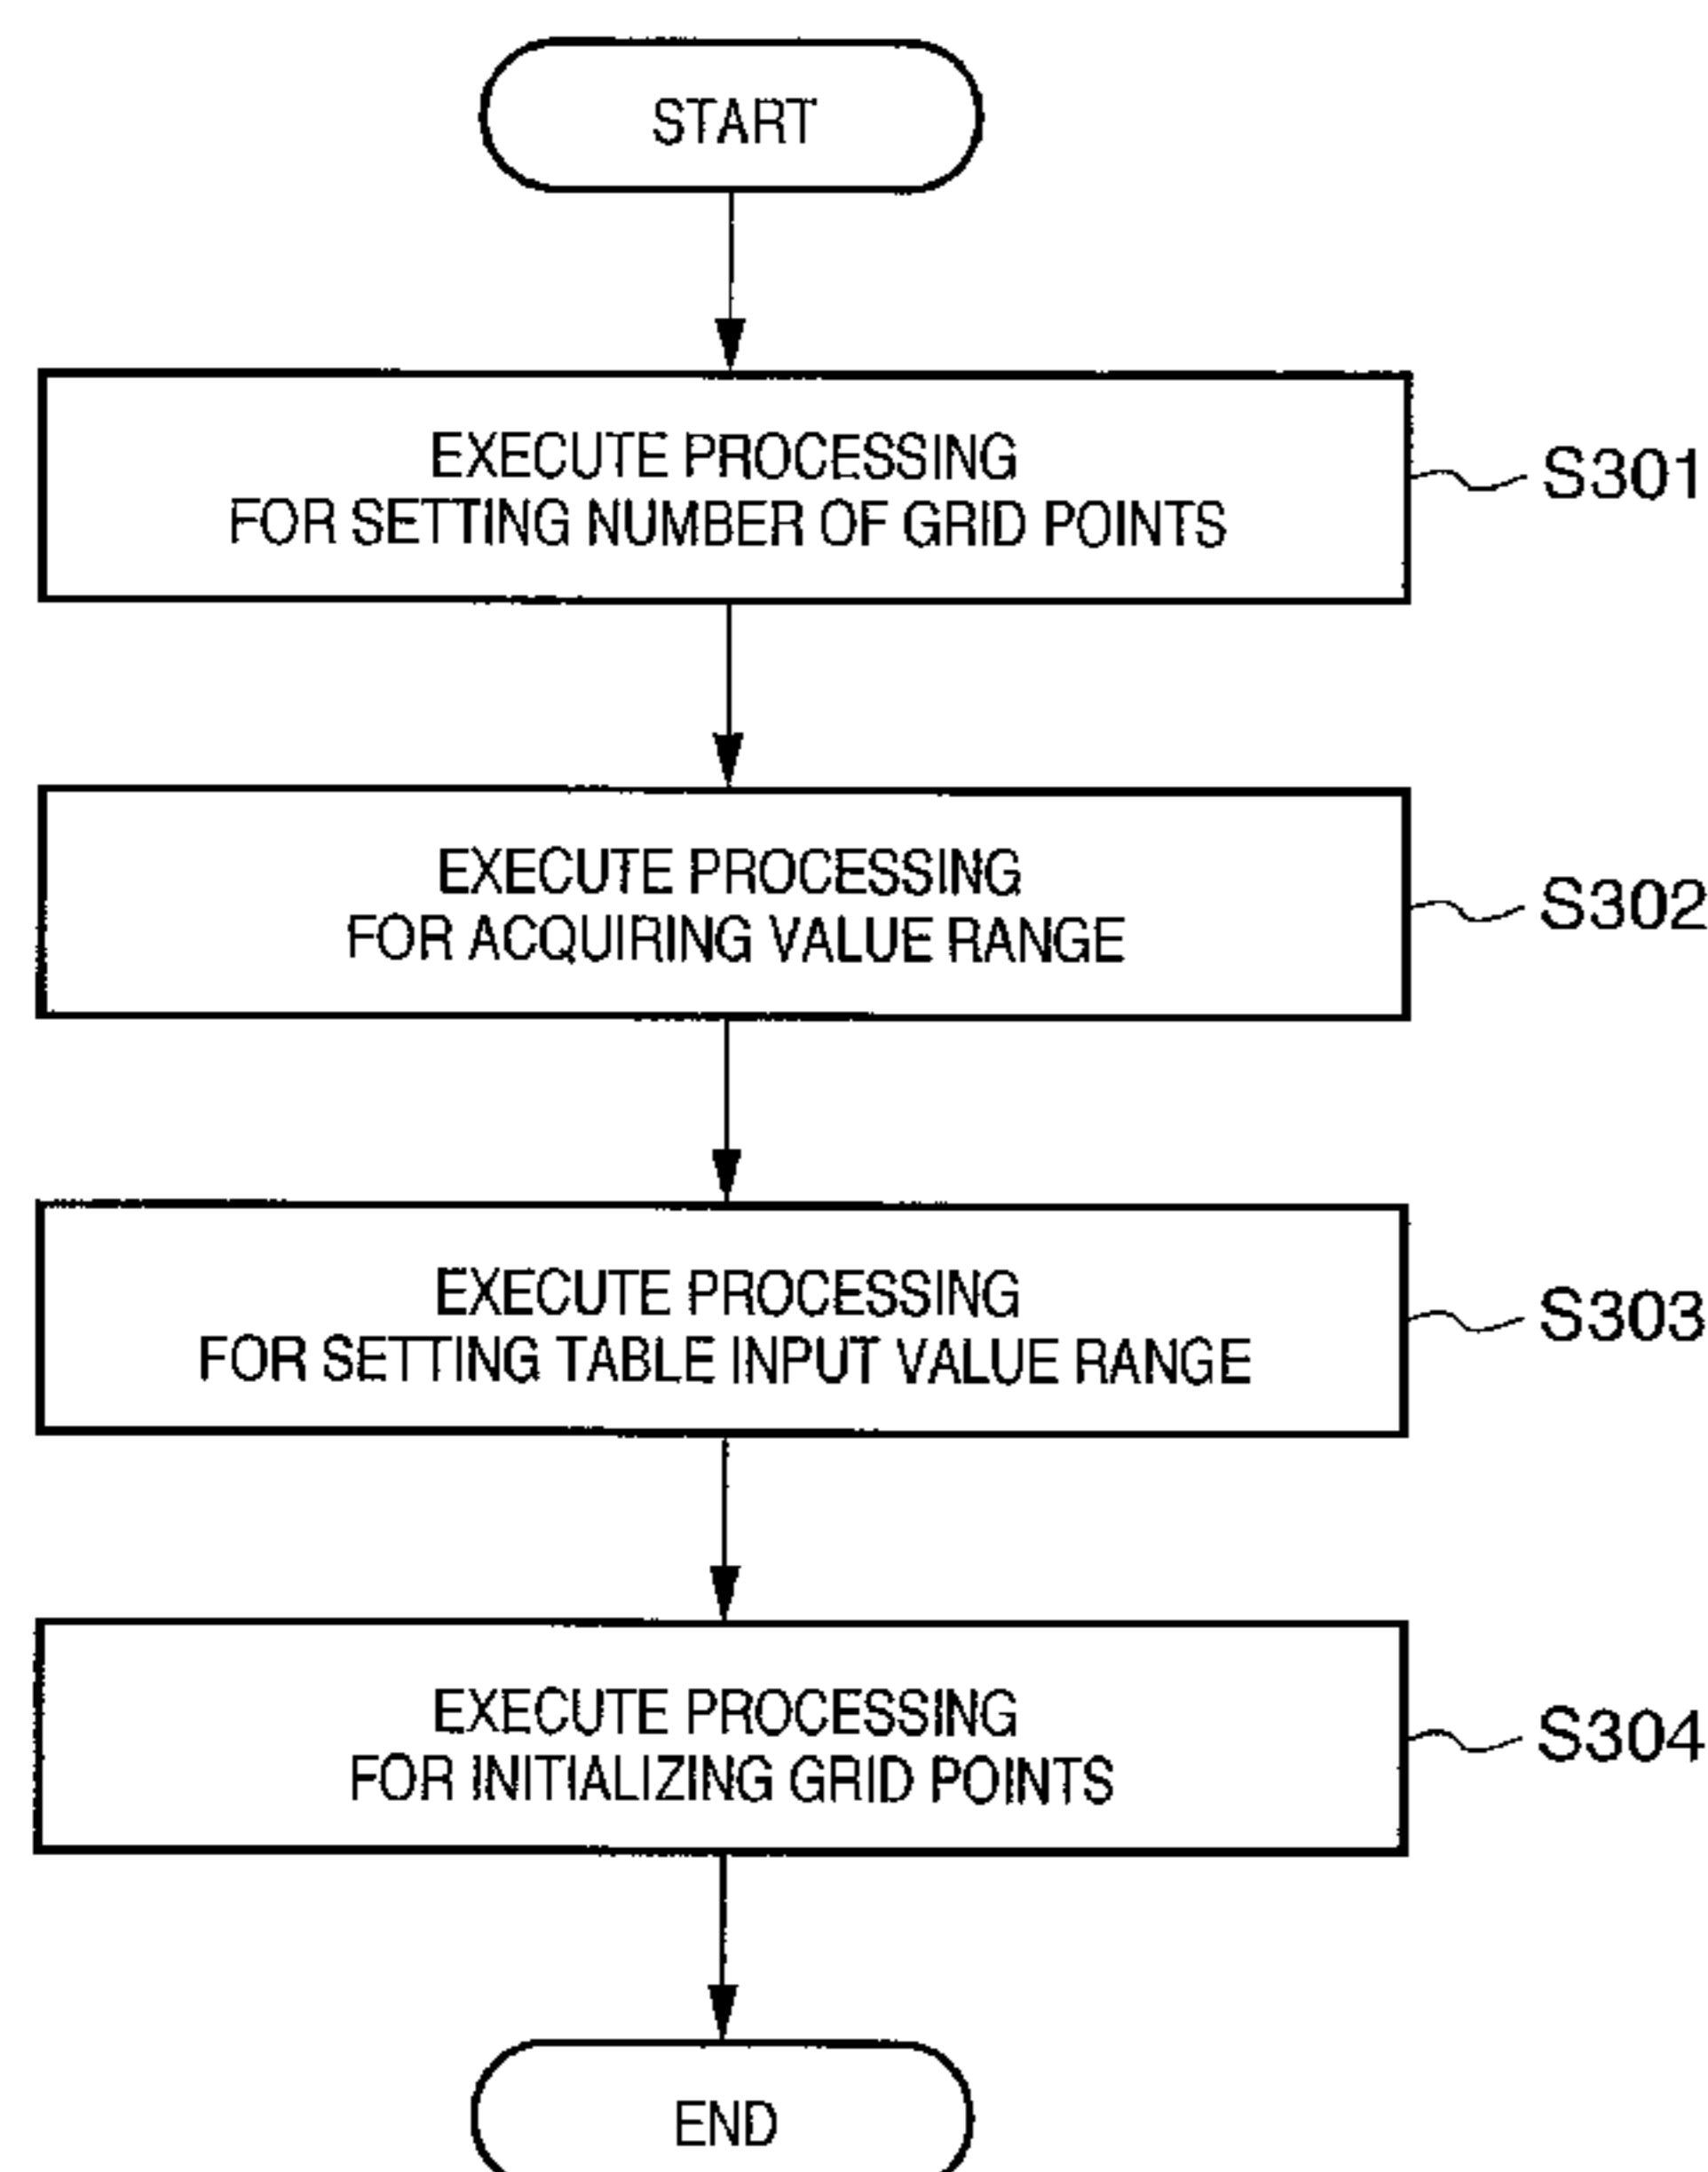 START
EXECUTE PROCESSING
FOR SETTING NUMBER OF GRID POINTS
S301
EXECUTE PROCESSING
FOR ACQUIRING VALUE RANGE
S302
EXECUTE PROCESSING
FOR SETTING TABLE INPUT VALUE RANGE
S303
EXECUTE PROCESSING
FOR INITIALIZING GRID POINTS
S304
END